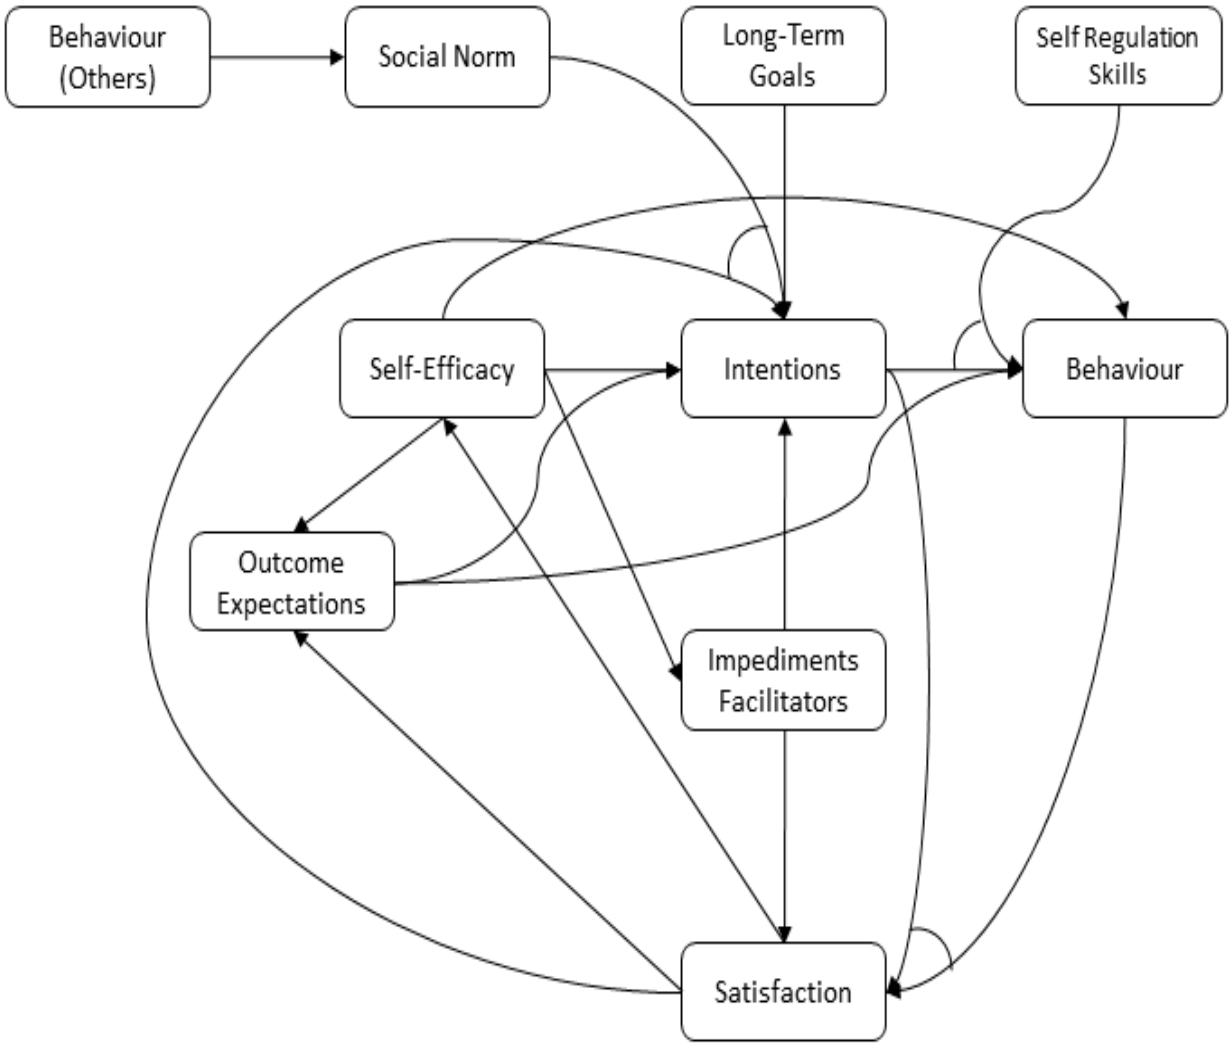 Behaviour
(Others)
Social Norm
Long-Term
Goals
Self Regulation
Skills
Self-Efficacy
Intentions
Behaviour
Outcome
Expectations
Impediments
Facilitators
Satisfaction